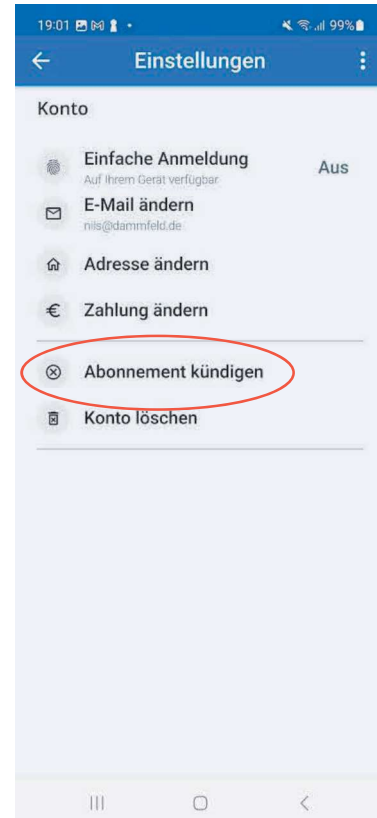 19:01 99%
Einstellungen
Konto
Einfache Anmeldung Aus
Auf Ihrem Gerät verfügbar
E-Mail ändern
nils@dammfeld.de
Adresse ändern
Zahlung ändern
Abonnement kündigen
Konto löschen